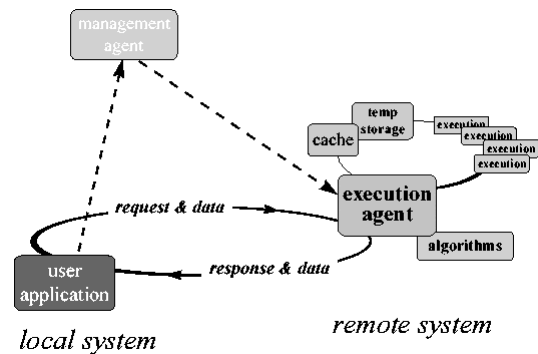 management
agent
temp
storage
cache
execution
execution
execution
execution
request & data
execution
agent
algorithms
response & data
user
application
local system
remote system